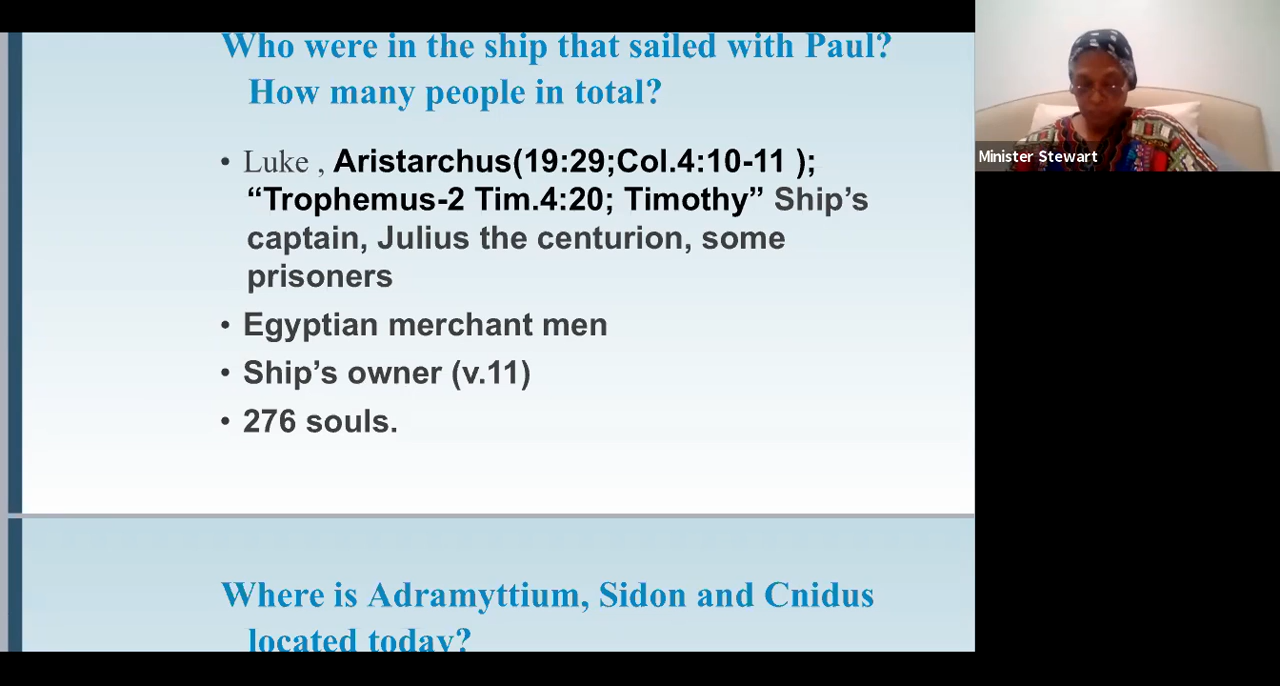 Who were in the ship that sailed with Paul?
How many people in total?
• Luke , Aristarchus(19:29;Col.4:10-11 );
“Trophemus-2 Tim.4:20; Timothy” Ship’s
captain, Julius the centurion, some
prisoners
• Egyptian merchant men
• Ship’s owner (v.11)
• 276 souls.
Where is Adramyttium, Sidon and Cnidus
located today?
Minister Stewart